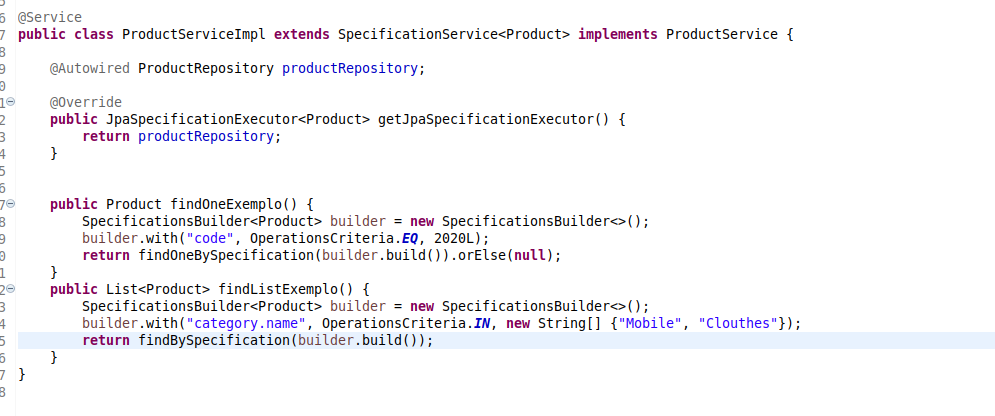 6 @Service
7 public class ProductServiceImpl extends SpecificationService<Product> implements ProductService {
8
9     @Autowired ProductRepository productRepository;
0
1     @Override
2     public JpaSpecificationExecutor<Product> getJpaSpecificationExecutor() {
3         return productRepository;
4     }
5
6
7     public Product findOneExemplo() {
8         SpecificationsBuilder<Product> builder = new SpecificationsBuilder<>();
9         builder.with("code", OperationsCriteria.EQ, 2020L);
0         return findOneBySpecification(builder.build()).orElse(null);
1     }
2     public List<Product> findListExemplo() {
3         SpecificationsBuilder<Product> builder = new SpecificationsBuilder<>();
4         builder.with("category.name", OperationsCriteria.IN, new String[] {"Mobile", "Clouthes"});
5         return findBySpecification(builder.build());
6     }
7 }
8